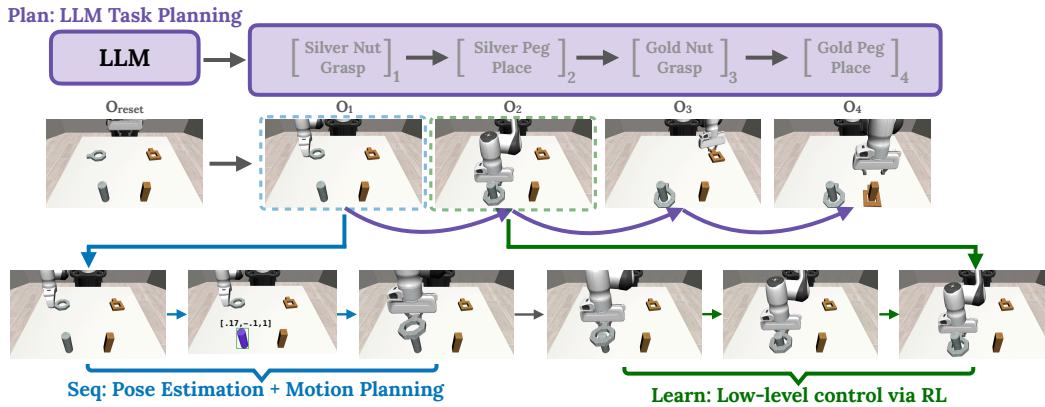 Plan: LLM Task Planning
LLM
[Silver Nut Grasp]1
[Silver Peg Place]2
[Gold Nut Grasp]3
[Gold Peg Place]4
Oreset
O1
O2
O3
O4
[.17,-.1,1]
Seq: Pose Estimation + Motion Planning
Learn: Low-level control via RL